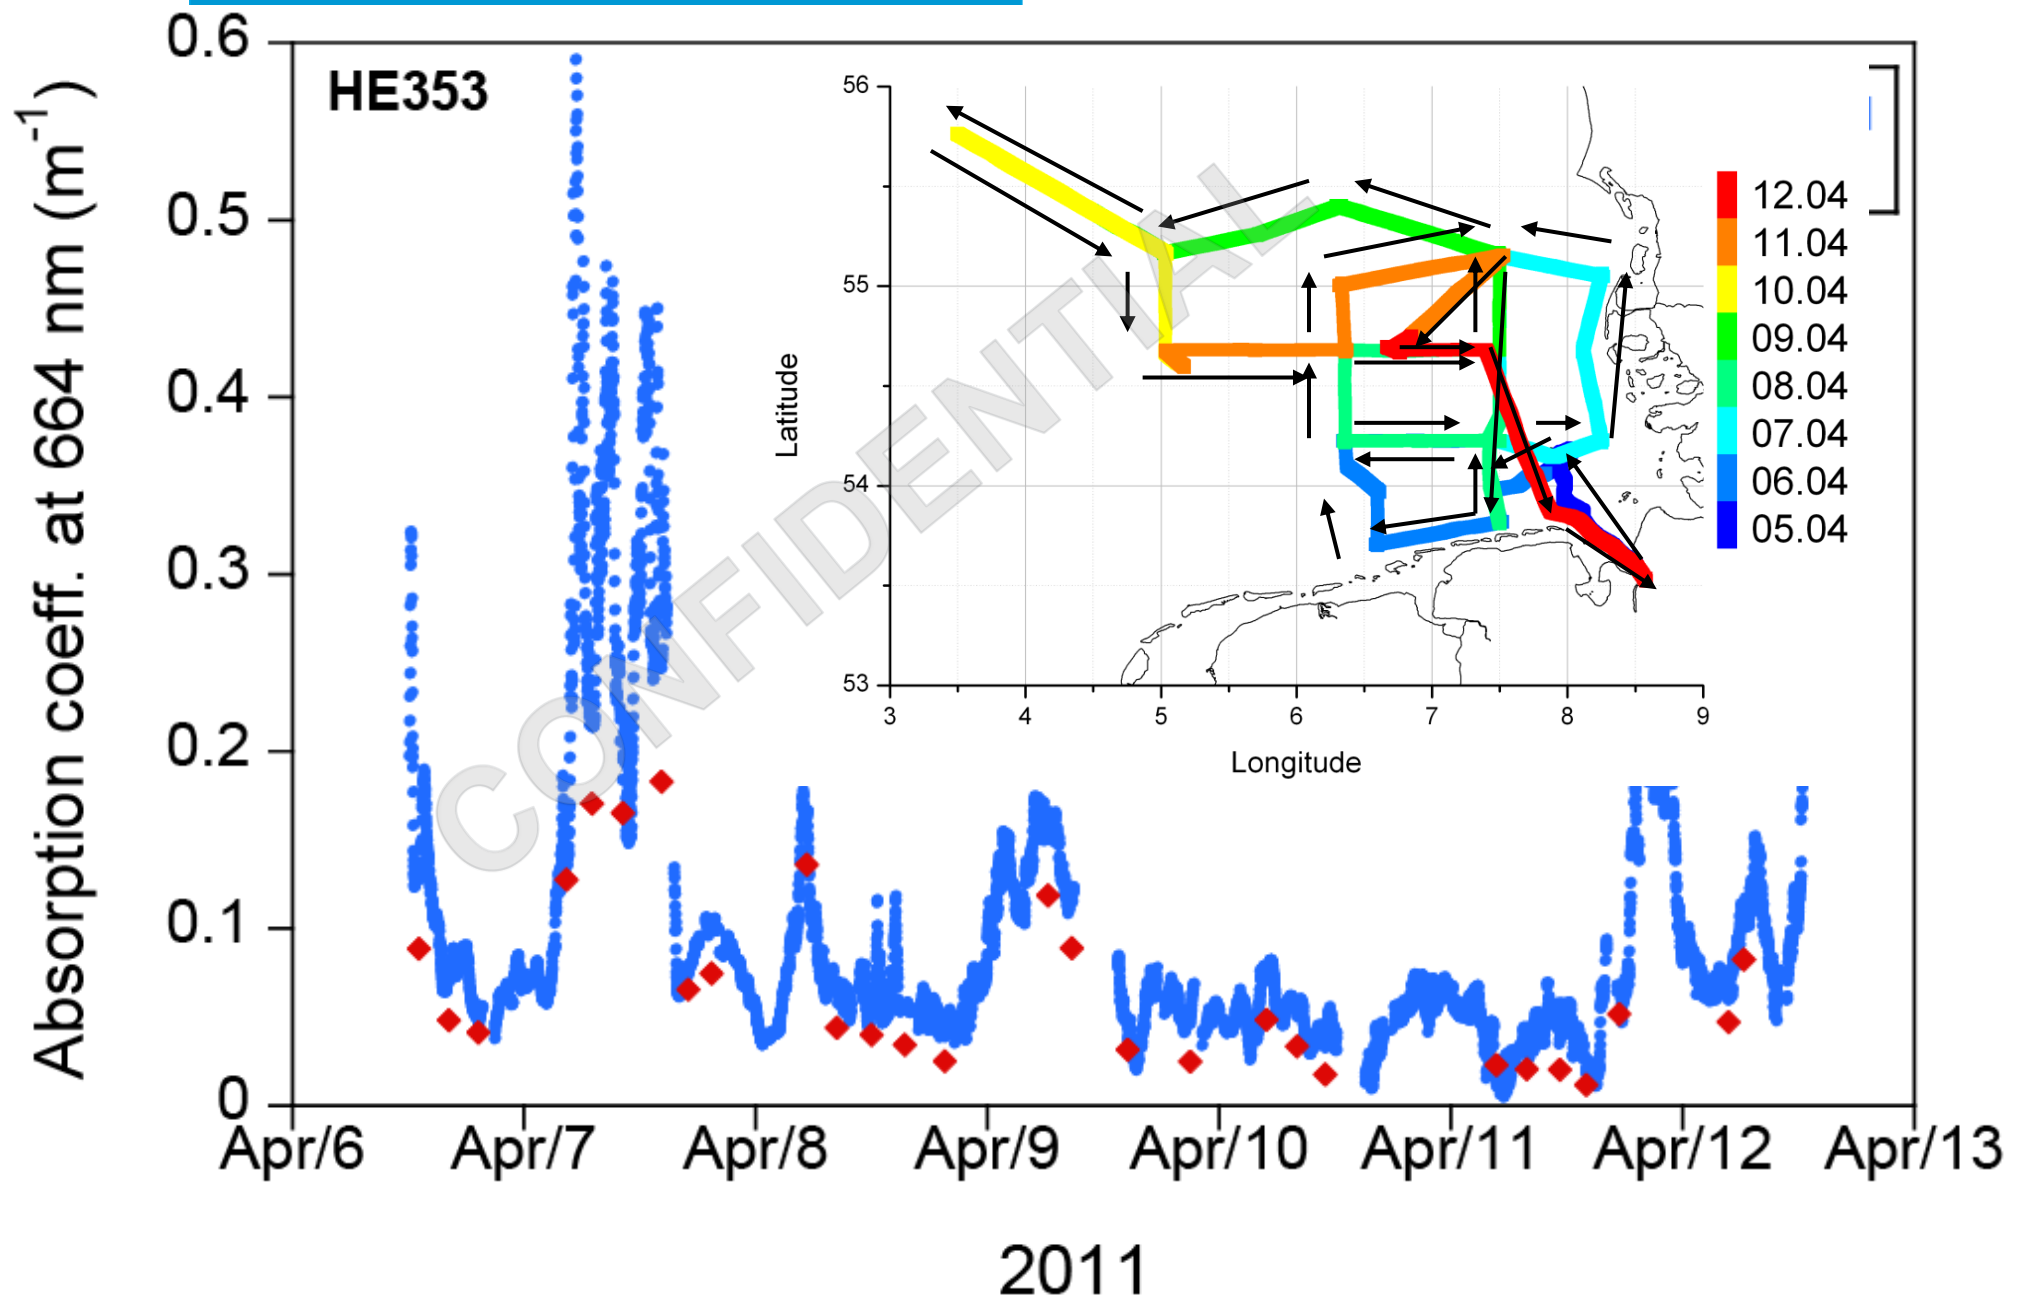 HE353
Absorption coeff. at 664 nm (m⁻¹)
0.6
0.5
0.4
0.3
0.2
0.1
0
Apr/6 Apr/7 Apr/8 Apr/9 Apr/10 Apr/11 Apr/12 Apr/13
2011
Latitude
56
55
54
53
3 4 5 6 7 8 9
Longitude
12.04
11.04
10.04
09.04
08.04
07.04
06.04
05.04
CONFIDENTIAL